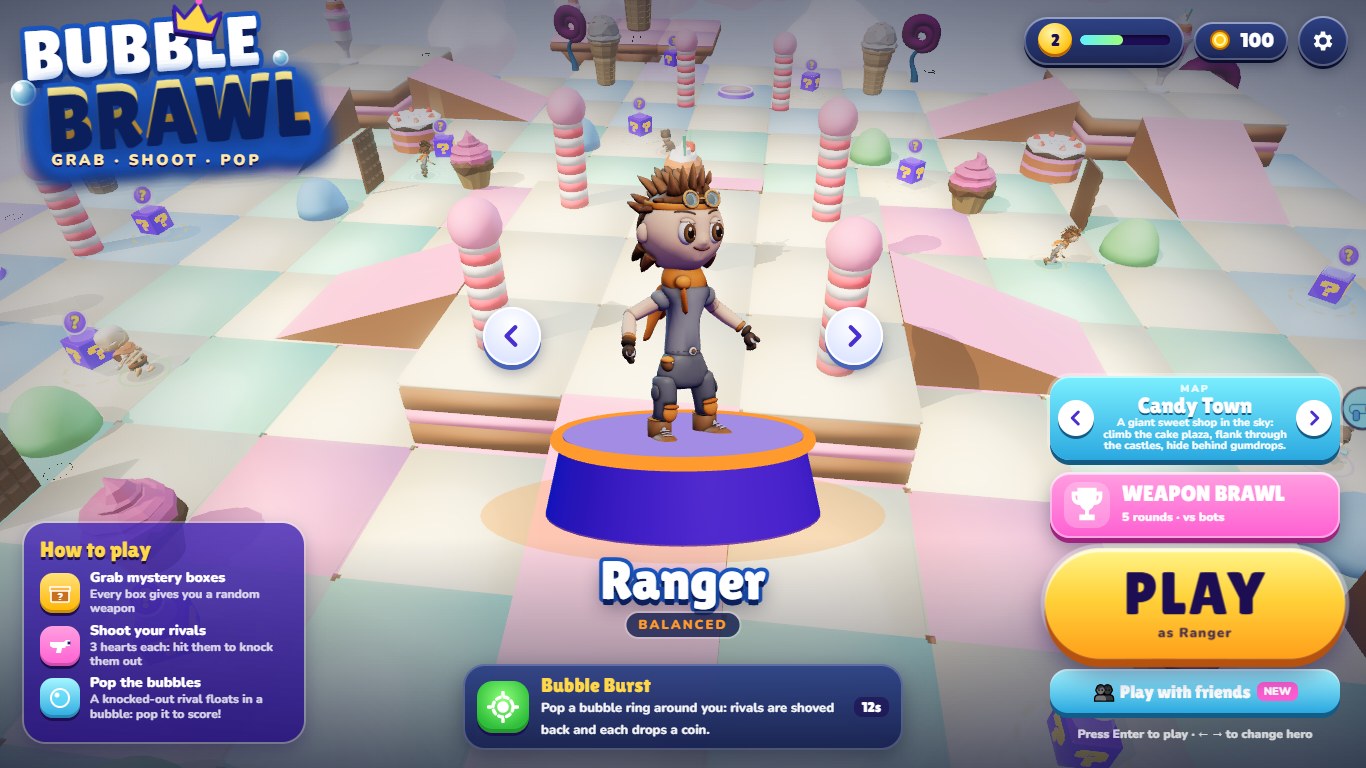 BUBBLE
BRAWL
GRAB · SHOOT · POP
2
100
MAP
Candy Town
A giant sweet shop in the sky:
climb the cake plaza, flank through
the castles, hide behind gumdrops.
WEAPON BRAWL
5 rounds · vs bots
PLAY
as Ranger
Play with friends NEW
Press Enter to play · ← → to change hero
How to play
Grab mystery boxes
Every box gives you a random
weapon
Shoot your rivals
3 hearts each: hit them to knock
them out
Pop the bubbles
A knocked-out rival floats in a
bubble: pop it to score!
Ranger
BALANCED
Bubble Burst
Pop a bubble ring around you: rivals are shoved
back and each drops a coin.
12s